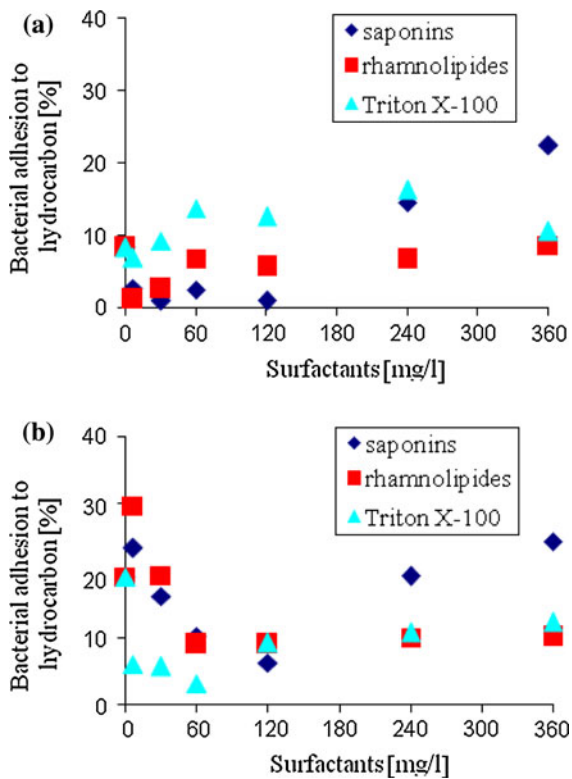 (a)
Bacterial adhesion to
hydrocarbon [%]
40
30
20
10
0
saponins
rhamnolipides
Triton X-100
0 60 120 180 240 300 360
Surfactants [mg/l]
(b)
Bacterial adhesion to
hydrocarbon [%]
40
30
20
10
0
saponins
rhamnolipides
Triton X-100
0 60 120 180 240 300 360
Surfactants [mg/l]